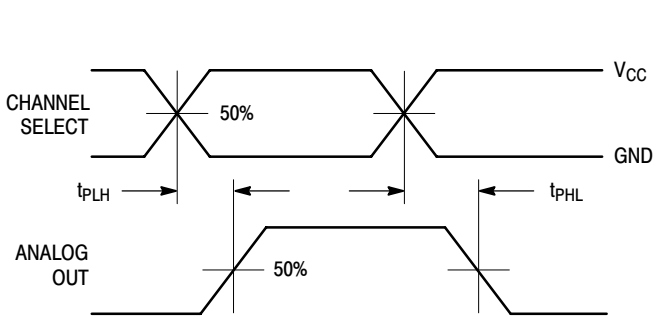 V_CC
CHANNEL
SELECT
50%
GND
t_PLH
t_PHL
ANALOG
OUT
50%